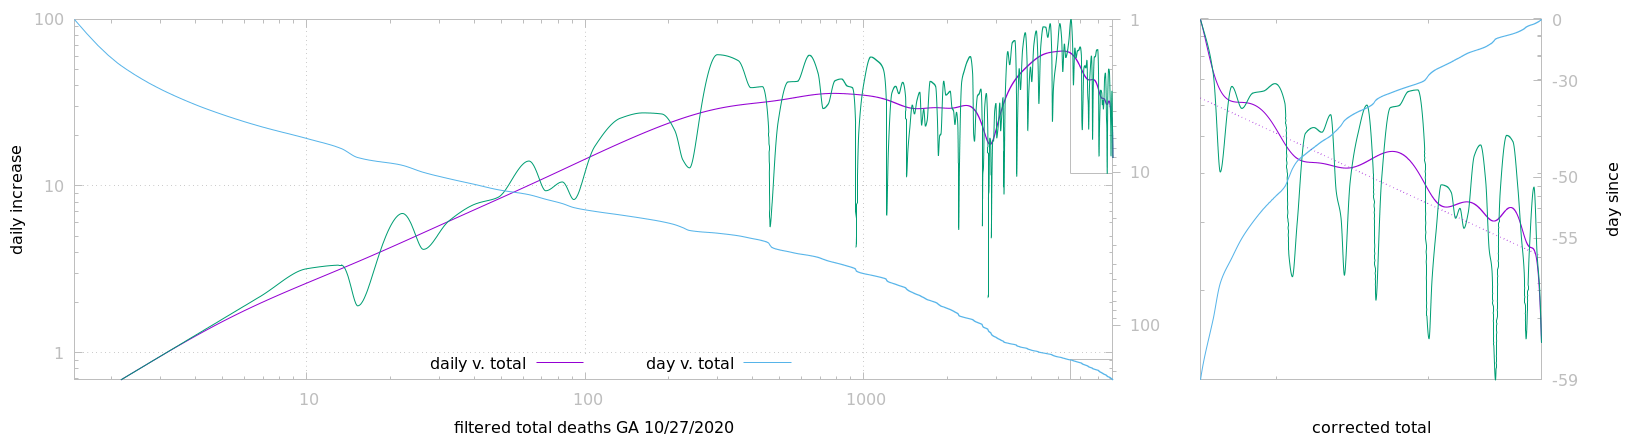 100
10
1
daily increase
10
100
1000
filtered total deaths GA 10/27/2020
daily v. total
day v. total
1
10
100
0
-30
-50
-55
-59
day since
corrected total